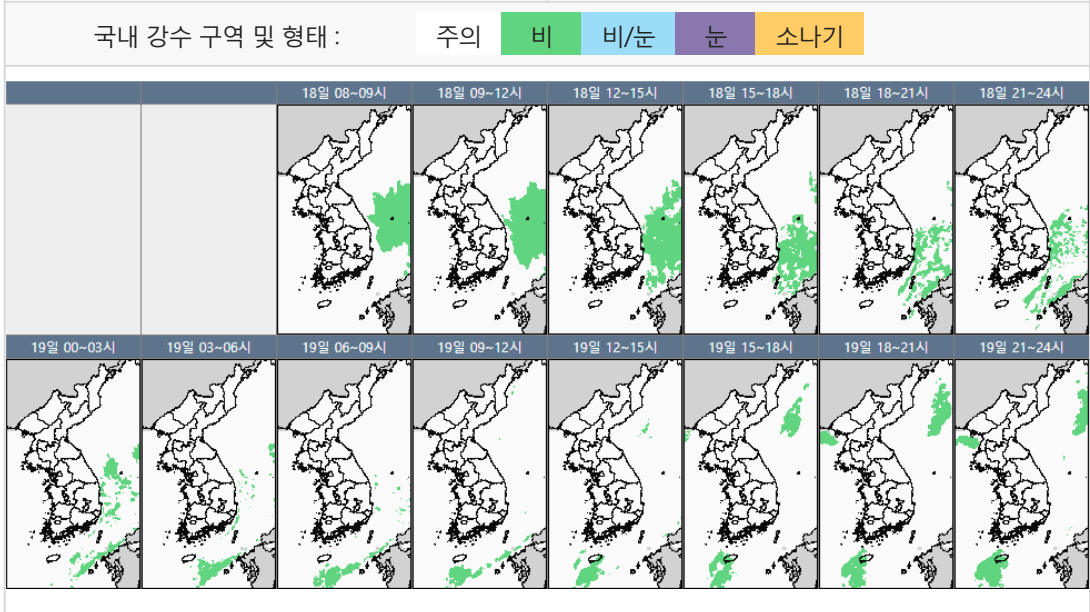 국내 강수 구역 및 형태 : 주의 비 비/눈 눈 소나기
18일 08~09시 18일 09~12시 18일 12~15시 18일 15~18시 18일 18~21시 18일 21~24시
19일 00~03시 19일 03~06시 19일 06~09시 19일 09~12시 19일 12~15시 19일 15~18시 19일 18~21시 19일 21~24시